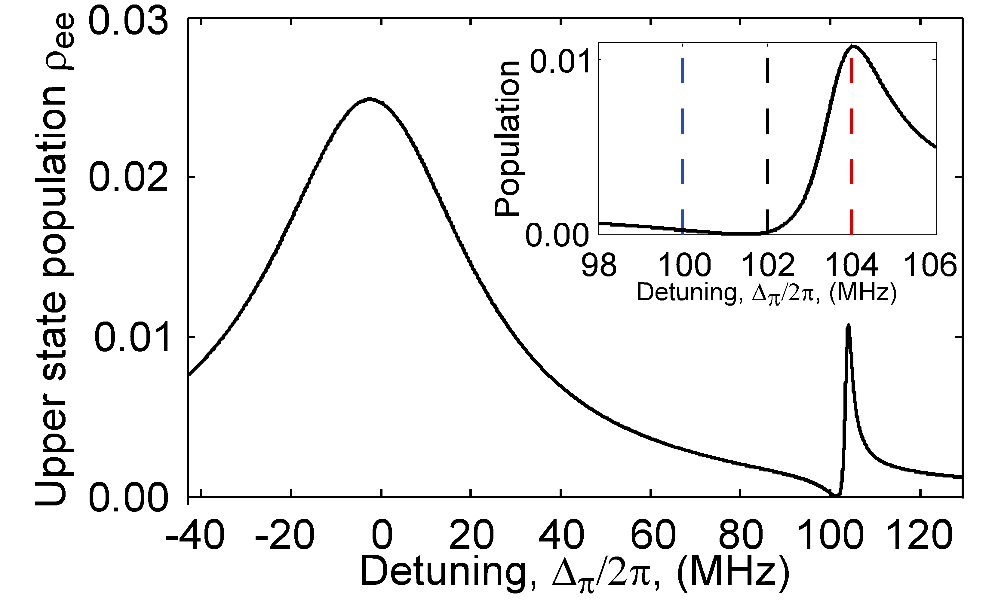 Upper state population ρee
0.03
0.02
0.01
0.00
-40 -20 0 20 40 60 80 100 120
Detuning, Δπ/2π, (MHz)
Population
0.01
0.00
98 100 102 104 106
Detuning, Δπ/2π, (MHz)